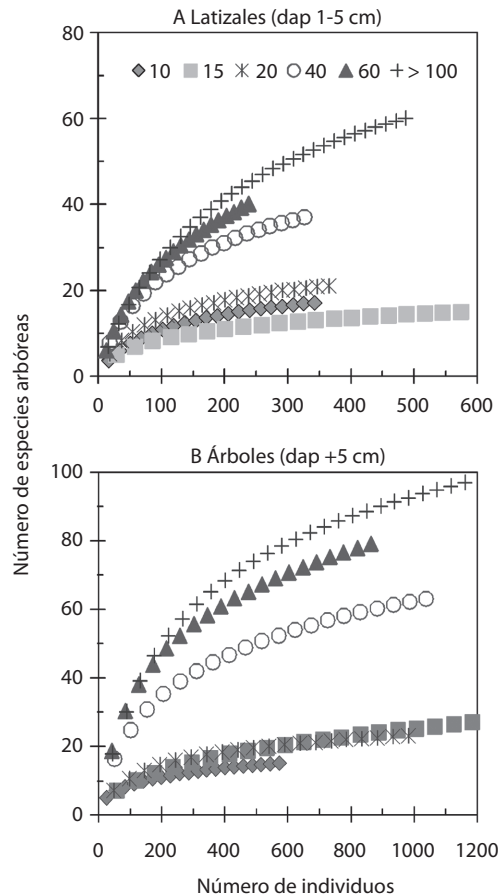 A Latizales (dap 1-5 cm)
80
10 15 20 40 60 > 100
60
40
20
0
0 100 200 300 400 500 600
Número de especies arbóreas
B Árboles (dap +5 cm)
100
80
60
40
20
0
0 200 400 600 800 1000 1200
Número de individuos